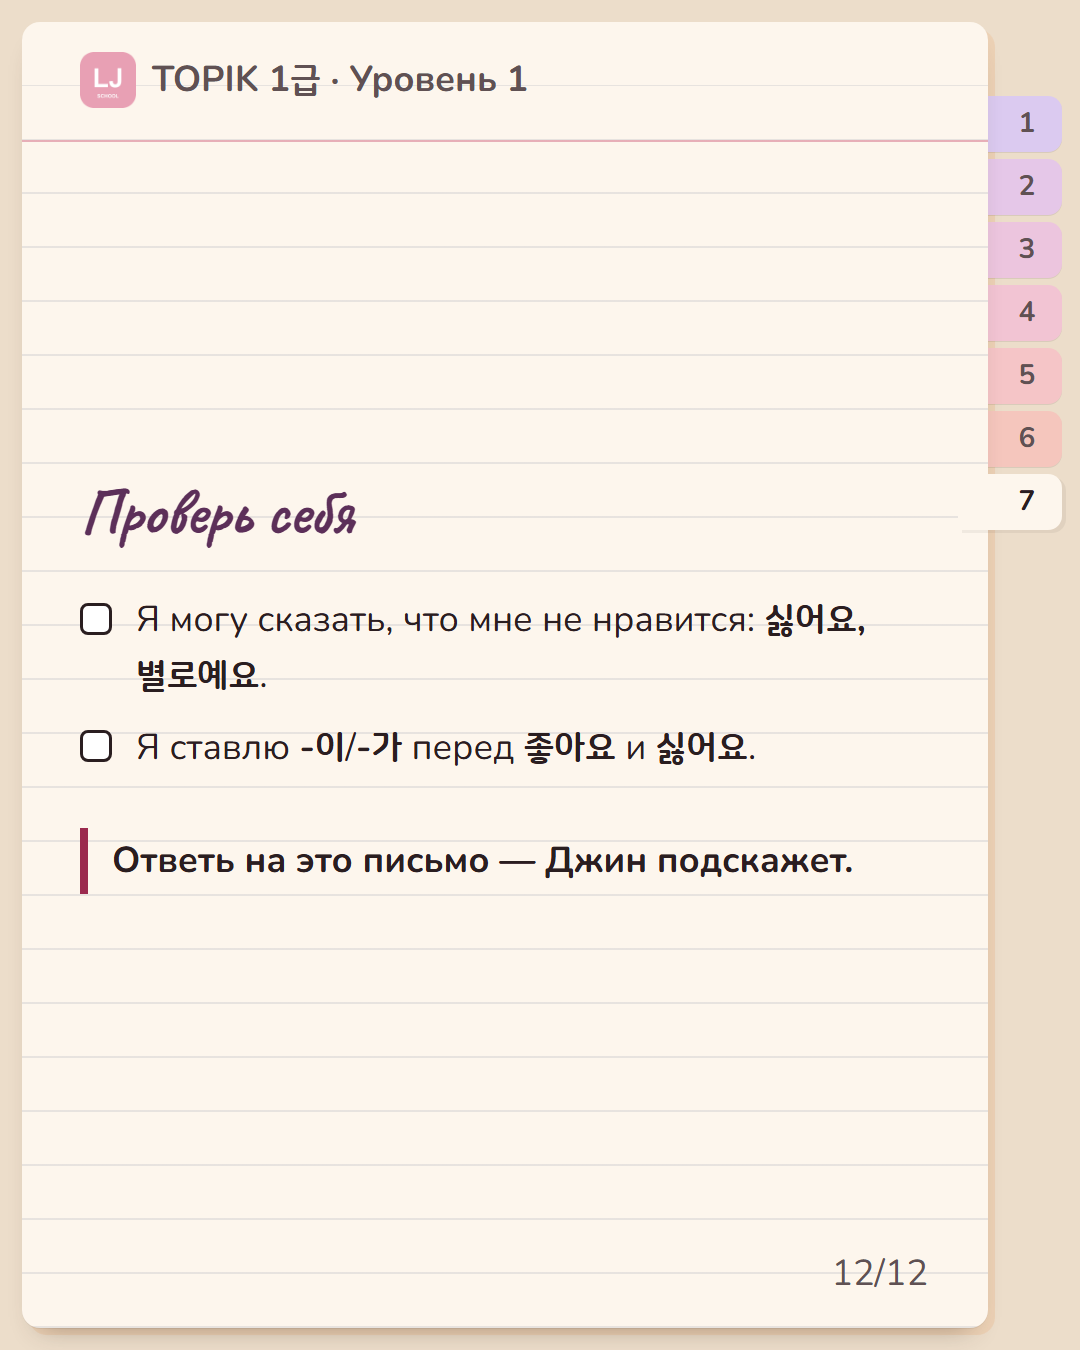 LJ
SCHOOL
TOPIK 1급 · Уровень 1
1
2
3
4
5
6
7
Проверь себя
Я могу сказать, что мне не нравится: 싫어요,
별로예요.
Я ставлю -이/-가 перед 좋아요 и 싫어요.
Ответь на это письмо — Джин подскажет.
12/12